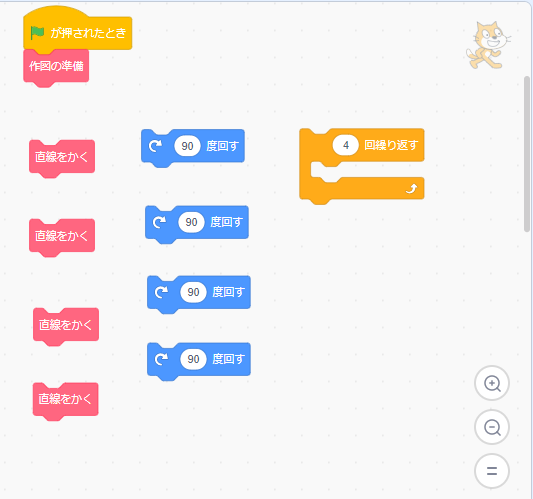 が押されたとき
作図の準備
直線をかく
90 度回す
4 回繰り返す
直線をかく
90 度回す
直線をかく
90 度回す
直線をかく
90 度回す